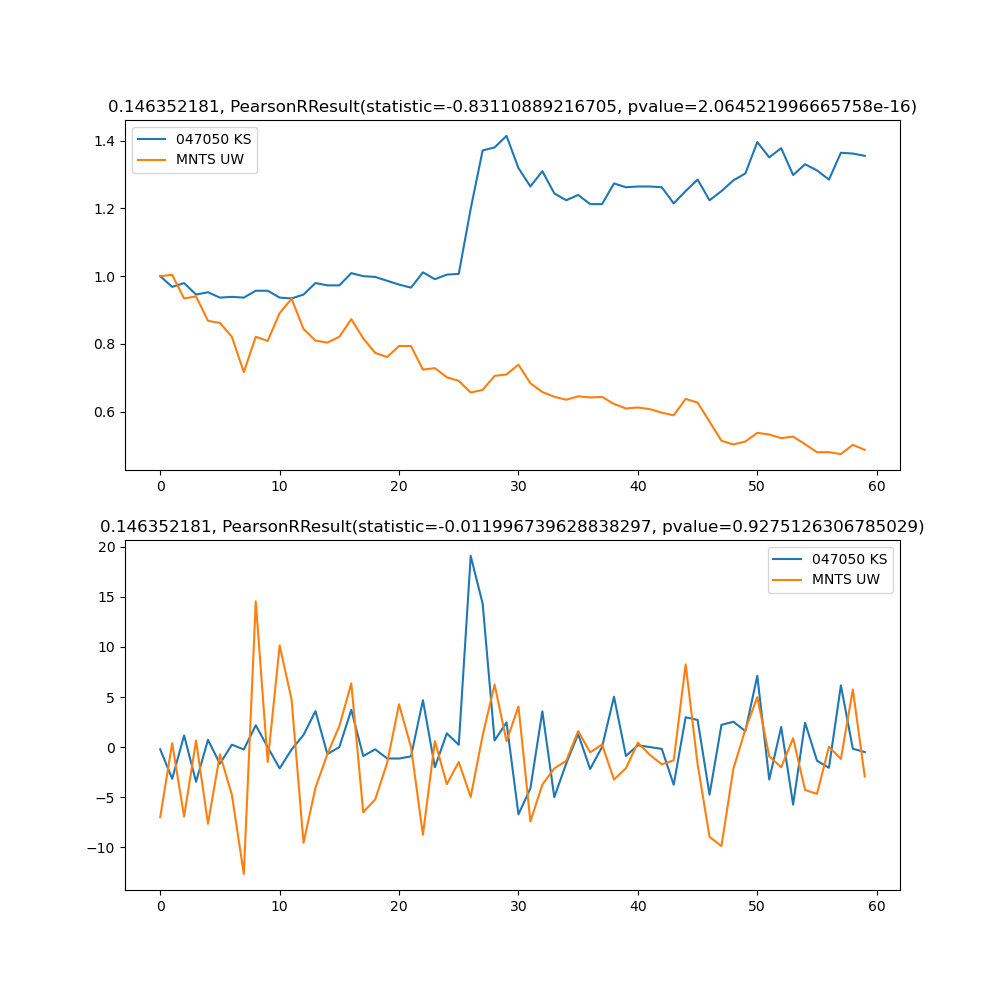 0.146352181, PearsonRResult(statistic=-0.83110889216705, pvalue=2.064521996665758e-16)
047050 KS
MNTS UW
1.4
1.2
1.0
0.8
0.6
0 10 20 30 40 50 60
0.146352181, PearsonRResult(statistic=-0.011996739628838297, pvalue=0.9275126306785029)
047050 KS
MNTS UW
20
15
10
5
0
−5
−10
0 10 20 30 40 50 60